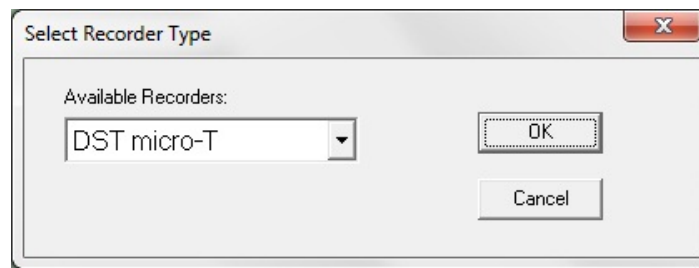 Select Recorder Type
Available Recorders:
DST micro-T
OK
Cancel